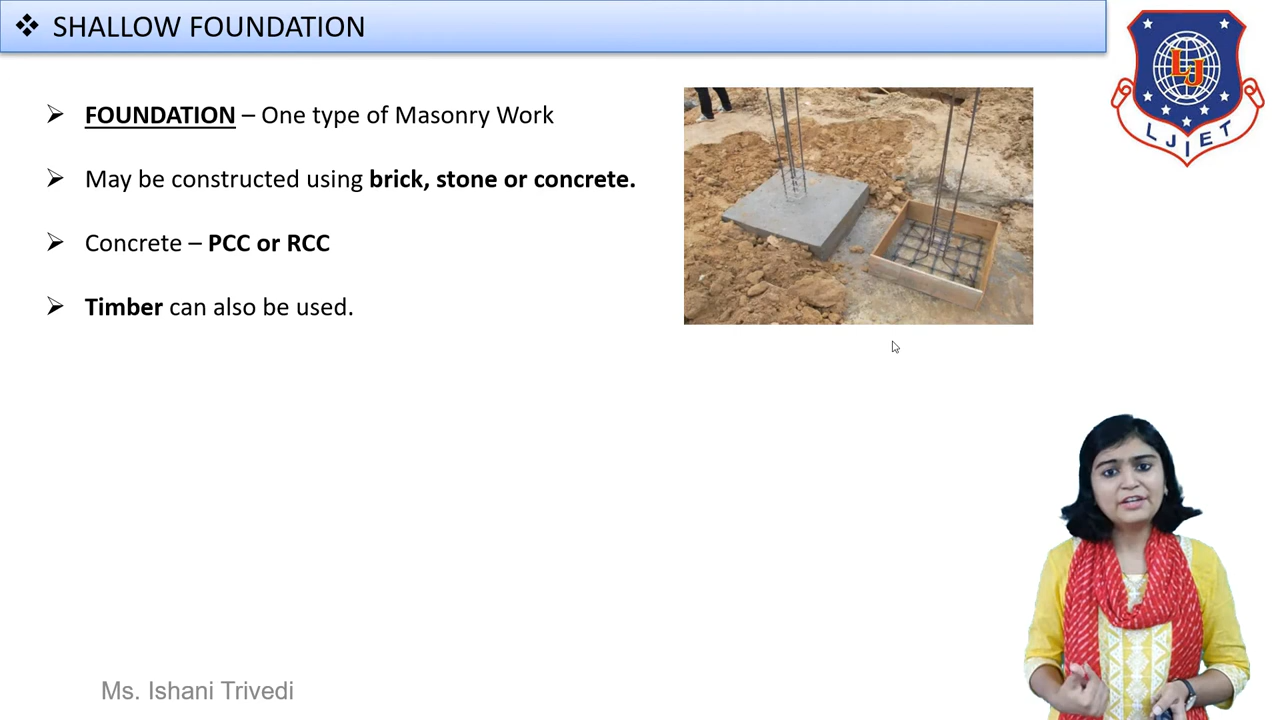 ❖ SHALLOW FOUNDATION
➢ FOUNDATION – One type of Masonry Work
➢ May be constructed using brick, stone or concrete.
➢ Concrete – PCC or RCC
➢ Timber can also be used.
LJ
LJIET
Ms. Ishani Trivedi